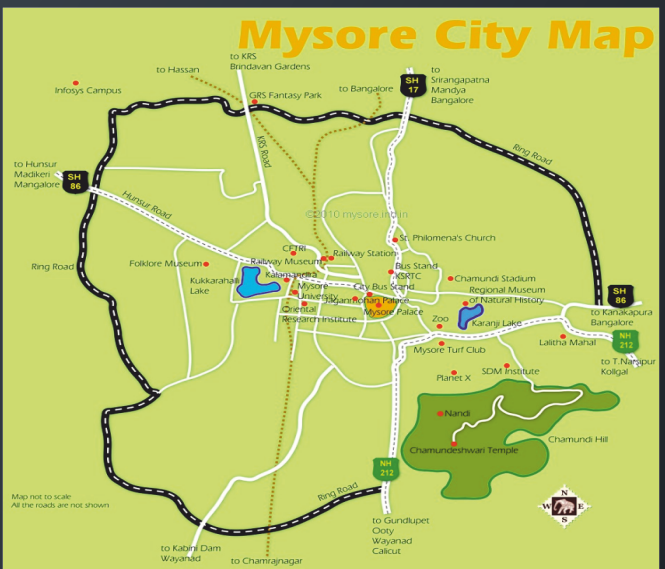 Mysore City Map
to KRS
Brindavan Gardens
to Hassan
to
Srirangapatna
Mandya
Bangalore
SH
17
to Bangalore
Infosys Campus
GRS Fantasy Park
Ring Road
KRS Road
to Hunsur
Madikeri
Mangalore
SH
86
Hunsur Road
©2010 mysore.ind.in
St. Philomena's Church
CFTRI
Railway Museum
Railway Station
Ring Road
Folklore Museum
Bus Stand
KSRTC
Kukkarahalli
Lake
Kalamandira
Chamundi Stadium
Mysore
University
City Bus Stand
Regional Museum
of Natural History
SH
86
Jaganmohan Palace
Mysore Palace
Oriental
Research Institute
Zoo
Karanji Lake
to Kanakapura
Bangalore
NH
212
Lalitha Mahal
Mysore Turf Club
to T.Narsipur
Kollgal
Planet X
SDM Institute
Nandi
Chamundi Hill
Chamundeshwari Temple
NH
212
Map not to scale
All the roads are not shown
Ring Road
N
W
E
S
to Gundlupet
Ooty
Wayanad
Calicut
to Kabini Dam
Wayanad
to Chamrajnagar